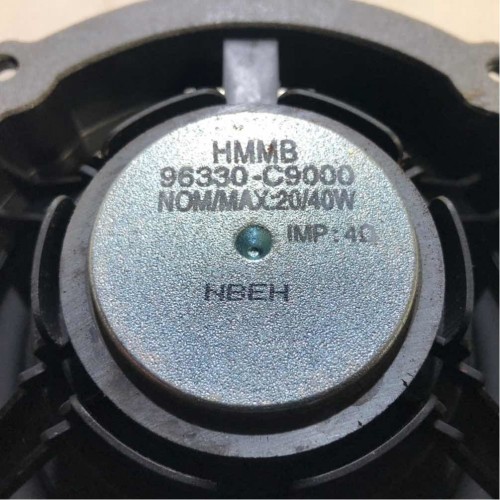 HMMB
96330-C9000
NOM/MAX:20/40W
IMP : 4Ω
NBEH